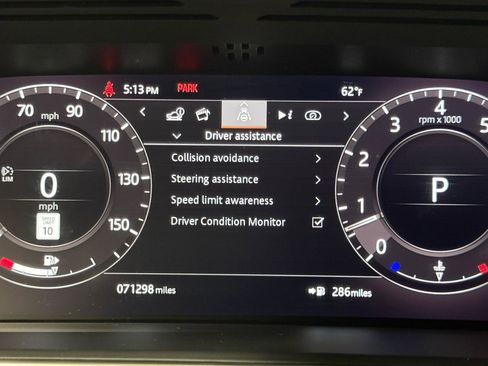 5:13 PM PARK 62°F
70 90
mph 110
130
150
LIM
0
mph
SPEED
LIMIT
10
Driver assistance
Collision avoidance
Steering assistance
Speed limit awareness
Driver Condition Monitor
071298 miles
286 miles
4
3 5
rpm x 1000
2
1
0
P